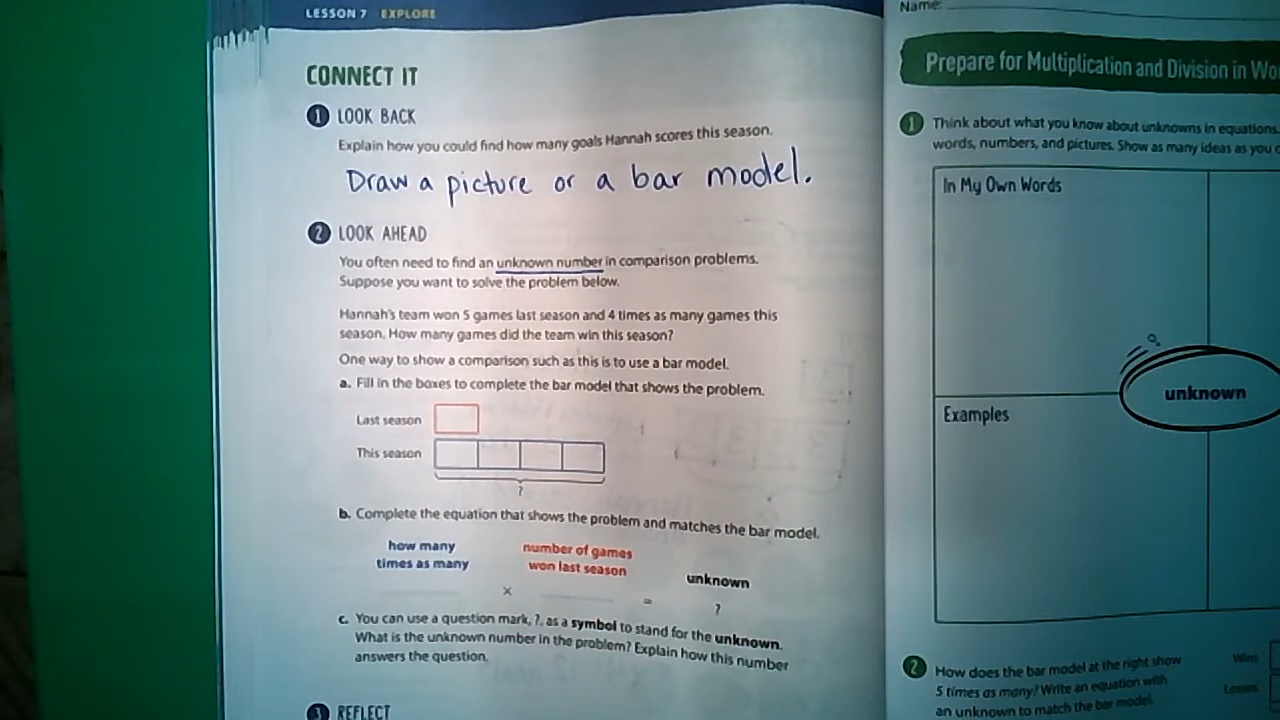 LESSON 7 EXPLORE
CONNECT IT
1 LOOK BACK
Explain how you could find how many goals Hannah scores this season.
Draw a picture or a bar model.
2 LOOK AHEAD
You often need to find an unknown number in comparison problems.
Suppose you want to solve the problem below.
Hannah's team won 5 games last season and 4 times as many games this
season. How many games did the team win this season?
One way to show a comparison such as this is to use a bar model.
a. Fill in the boxes to complete the bar model that shows the problem.
Last season
This season
?
b. Complete the equation that shows the problem and matches the bar model.
how many
times as many
number of games
won last season
unknown
× = ?
c. You can use a question mark, ?, as a symbol to stand for the unknown.
What is the unknown number in the problem? Explain how this number
answers the question.
3 REFLECT
Name:
Prepare for Multiplication and Division in
1 Think about what you know about unknowns in equations.
words, numbers, and pictures. Show as many ideas as you
In My Own Words
unknown
Examples
2 How does the bar model at the right show
5 times as many? Write an equation with
an unknown to match the bar model.
Wins
Losses